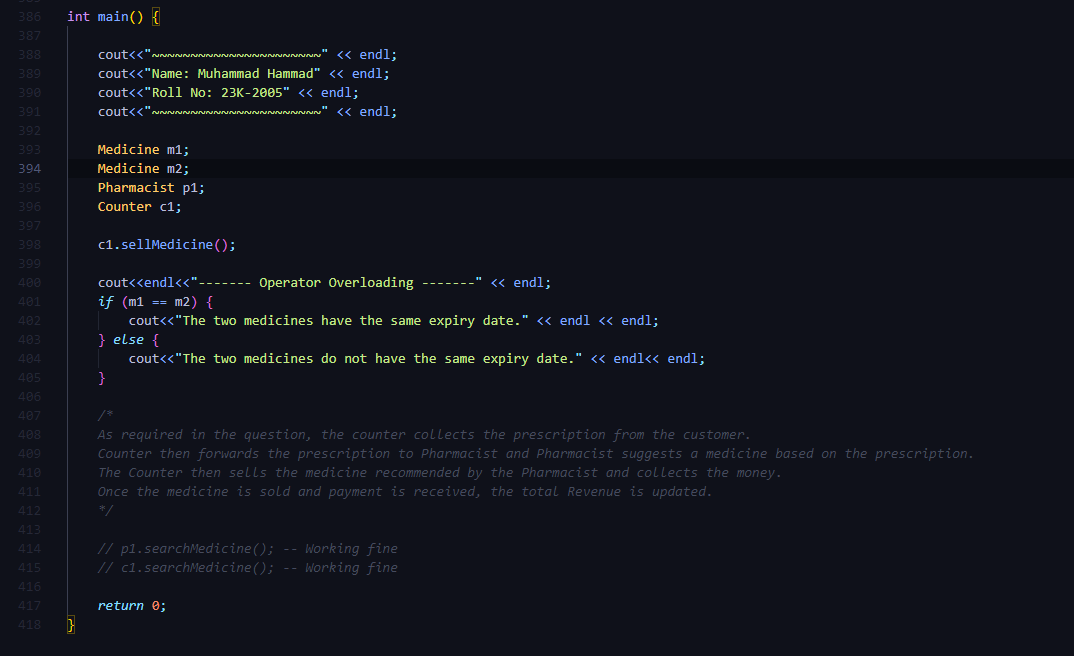 386 int main() {
387
388 cout<<"~~~~~~~~~~~~~~~~~~~~~~" << endl;
389 cout<<"Name: Muhammad Hammad" << endl;
390 cout<<"Roll No: 23K-2005" << endl;
391 cout<<"~~~~~~~~~~~~~~~~~~~~~~" << endl;
392
393 Medicine m1;
394 Medicine m2;
395 Pharmacist p1;
396 Counter c1;
397
398 c1.sellMedicine();
399
400 cout<<endl<<"------- Operator Overloading -------" << endl;
401 if (m1 == m2) {
402 cout<<"The two medicines have the same expiry date." << endl << endl;
403 } else {
404 cout<<"The two medicines do not have the same expiry date." << endl<< endl;
405 }
406
407 /*
408 As required in the question, the counter collects the prescription from the customer.
409 Counter then forwards the prescription to Pharmacist and Pharmacist suggests a medicine based on the prescription.
410 The Counter then sells the medicine recommended by the Pharmacist and collects the money.
411 Once the medicine is sold and payment is received, the total Revenue is updated.
412 */
413
414 // p1.searchMedicine(); -- Working fine
415 // c1.searchMedicine(); -- Working fine
416
417 return 0;
418 }